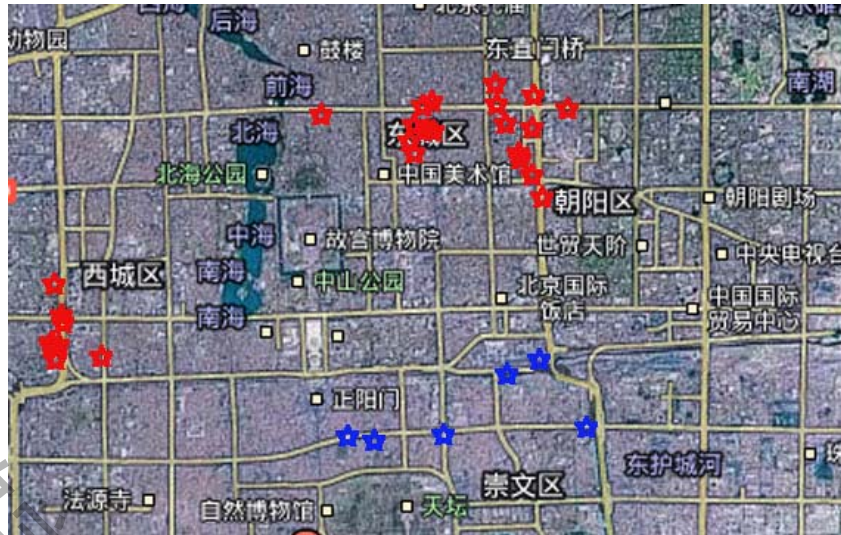 后海
动物园
鼓楼
东直门桥
前海
南湖
北海
东城区
北海公园
中国美术馆
朝阳区
朝阳剧场
中海
故宫博物院
世贸天阶
中央电视台
西城区
南海
中山公园
北京国际
饭店
中国国际
贸易中心
南海
正阳门
东护城河
崇文区
法源寺
自然博物馆
天坛